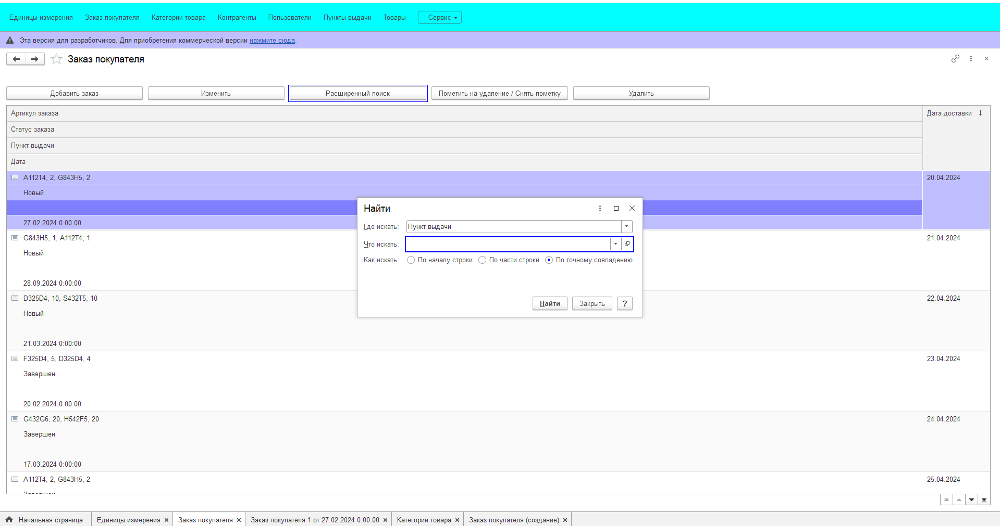 Единицы измерения Заказ покупателя Категории товара Контрагенты Пользователи Пункты выдачи Товары Сервис
Эта версия для разработчиков. Для приобретения коммерческой версии нажмите сюда.
Заказ покупателя
Добавить заказ Изменить Расширенный поиск Пометить на удаление / Снять пометку Удалить
Артикул заказа Дата доставки
Статус заказа
Пункт выдачи
Дата
A112T4, 2, G843H5, 2 20.04.2024
Новый
27.02.2024 0:00:00
Найти
Где искать: Пункт выдачи
Что искать:
Как искать: По началу строки По части строки По точному совпадению
Найти Закрыть ?
G843H5, 1, A112T4, 1 21.04.2024
Новый
28.09.2024 0:00:00
D325D4, 10, S432T5, 10 22.04.2024
Новый
21.03.2024 0:00:00
F325D4, 5, D325D4, 4 23.04.2024
Завершен
20.02.2024 0:00:00
G432G6, 20, H542F5, 20 24.04.2024
Завершен
17.03.2024 0:00:00
A112T4, 2, G843H5, 2 25.04.2024
Завершен
Начальная страница Единицы измерения Заказ покупателя Заказ покупателя 1 от 27.02.2024 0:00:00 Категории товара Заказ покупателя (создание)